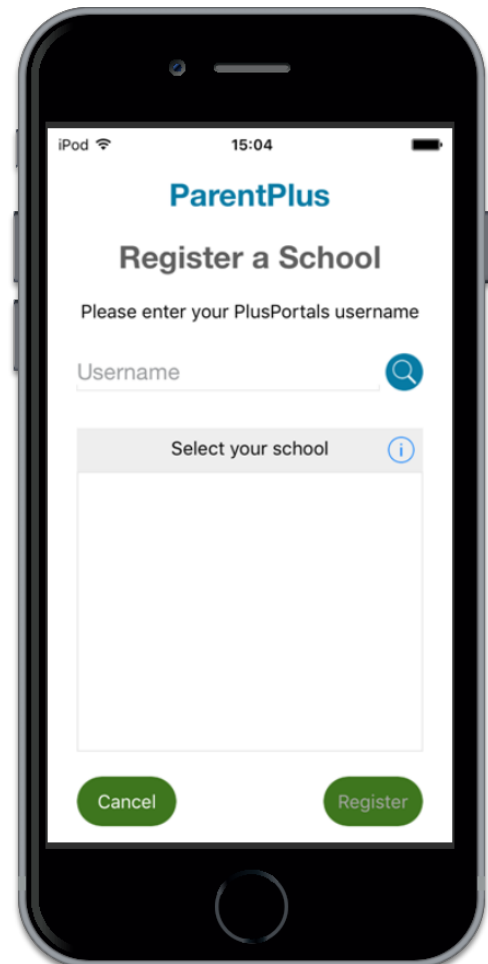 iPod 15:04
ParentPlus
Register a School
Please enter your PlusPortals username
Username
Select your school i
Cancel Register